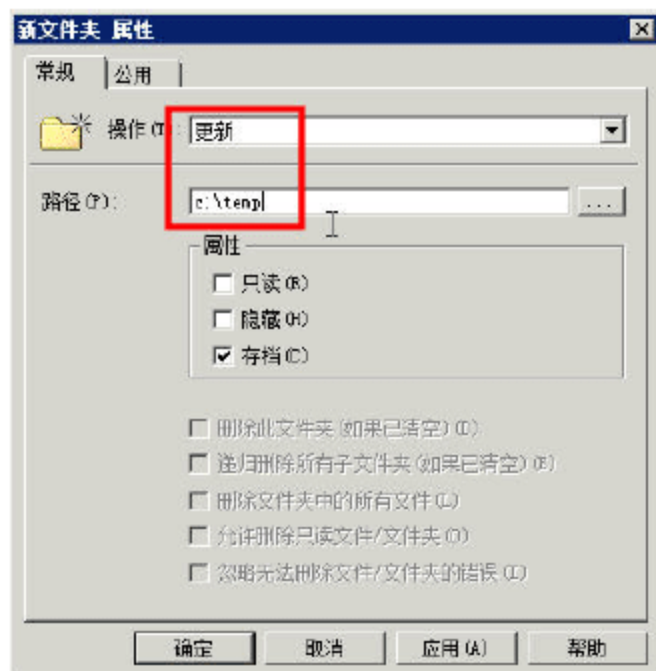 新文件夹 属性
常规
公用
操作(T):
更新
路径(P):
c:\temp
...
属性
只读(R)
隐藏(H)
存档(C)
删除此文件夹(如果已清空)(D)
递归删除所有子文件夹(如果已清空)(E)
删除文件夹中的所有文件(L)
允许删除只读文件/文件夹(O)
忽略无法删除文件/文件夹的错误(I)
确定
取消
应用(A)
帮助